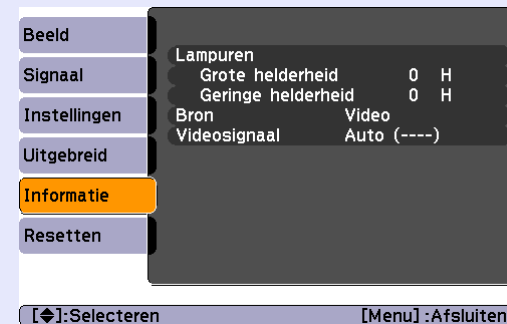 Beeld
Signaal
Instellingen
Uitgebreid
Informatie
Resetten
Lampuren
Grote helderheid 0 H
Geringe helderheid 0 H
Bron Video
Videosignaal Auto (----)
[◆]:Selecteren [Menu]:Afsluiten